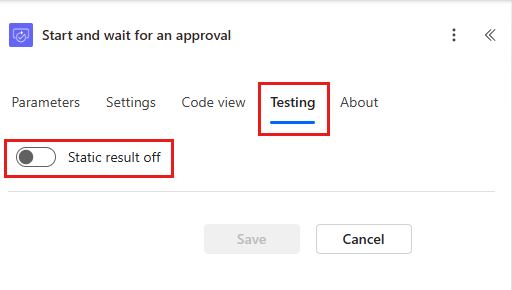 Start and wait for an approval
Parameters Settings Code view Testing About
Static result off
Save Cancel